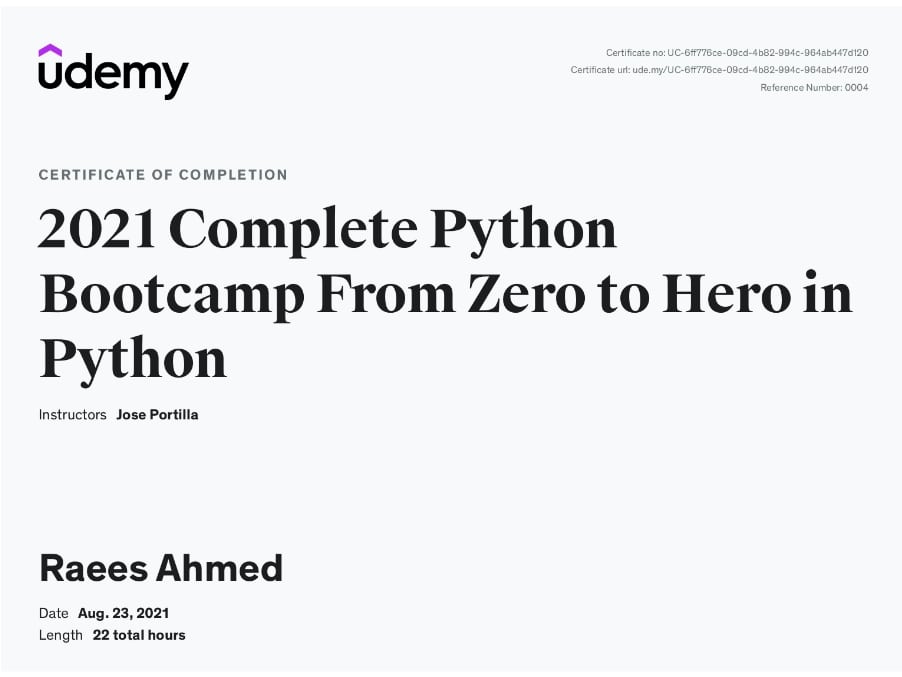 udemy
Certificate no: UC-6ff776ce-09cd-4b82-994c-964ab447d120
Certificate url: ude.my/UC-6ff776ce-09cd-4b82-994c-964ab447d120
Reference Number: 0004
CERTIFICATE OF COMPLETION
2021 Complete Python
Bootcamp From Zero to Hero in
Python
Instructors Jose Portilla
Raees Ahmed
Date Aug. 23, 2021
Length 22 total hours